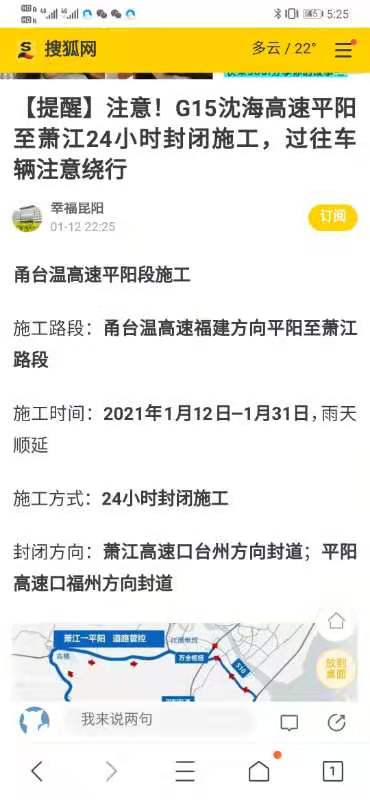 5:25
搜狐网
多云 / 22°
【提醒】注意！G15沈海高速平阳
至萧江24小时封闭施工，过往车
辆注意绕行
幸福昆阳
01-12 22:25
订阅
甬台温高速平阳段施工
施工路段：甬台温高速福建方向平阳至萧江
路段
施工时间：2021年1月12日—1月31日，雨天
顺延
施工方式：24小时封闭施工
封闭方向：萧江高速口台州方向封道；平阳
高速口福州方向封道
萧江—平阳 道路管控
万全枢纽
S10
放到
桌面
我来说两句
1